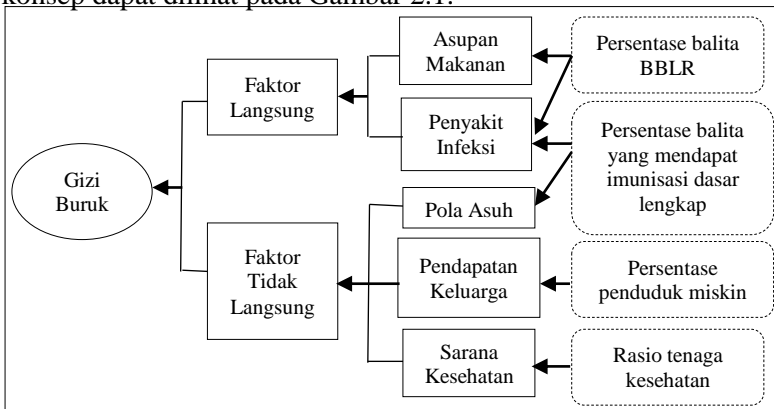 konsep dapat dilihat pada Gambar 2.1.
Asupan
Makanan
Persentase balita
BBLR
Faktor
Langsung
Penyakit
Infeksi
Persentase balita
yang mendapat
imunisasi dasar
lengkap
Gizi
Buruk
Pola Asuh
Faktor
Tidak
Langsung
Pendapatan
Keluarga
Persentase
penduduk miskin
Sarana
Kesehatan
Rasio tenaga
kesehatan